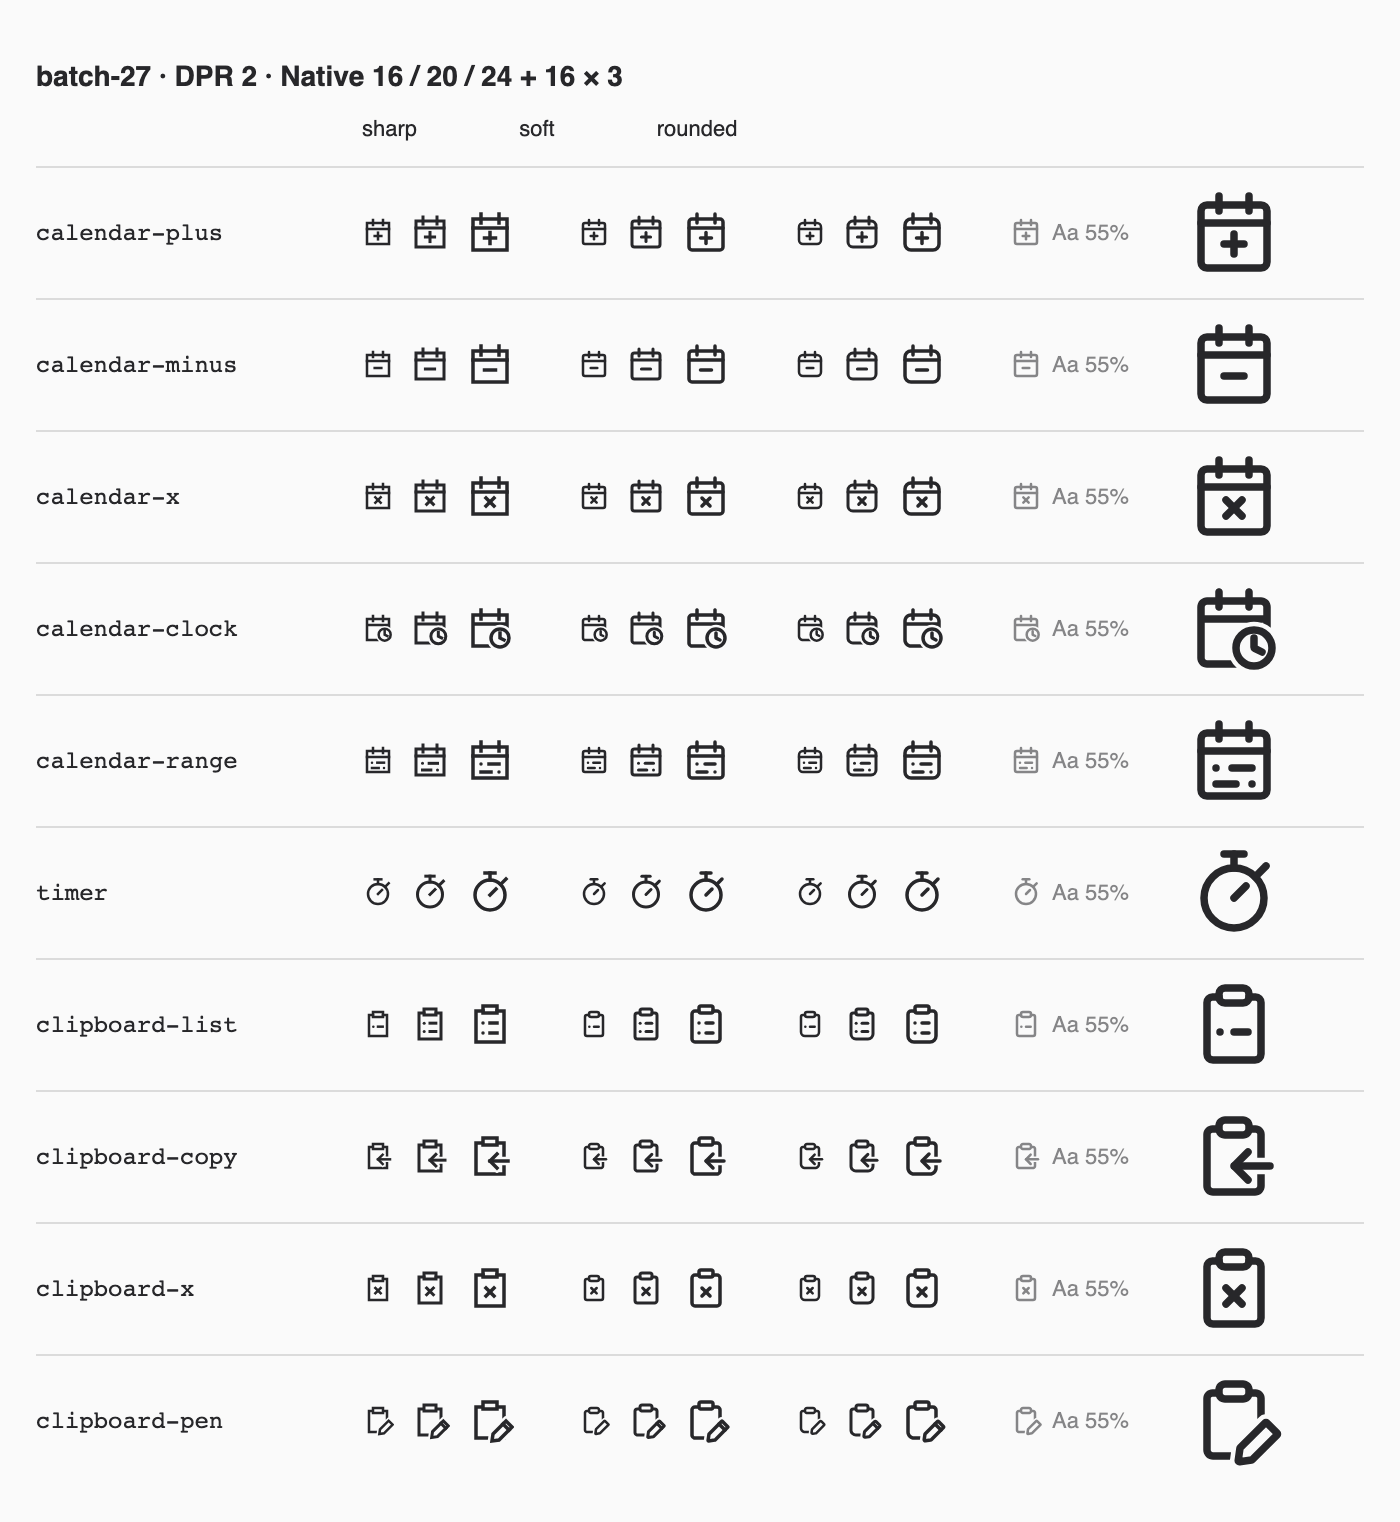 batch-27 · DPR 2 · Native 16 / 20 / 24 + 16 × 3
sharp soft rounded
calendar-plus Aa 55%
calendar-minus Aa 55%
calendar-x Aa 55%
calendar-clock Aa 55%
calendar-range Aa 55%
timer Aa 55%
clipboard-list Aa 55%
clipboard-copy Aa 55%
clipboard-x Aa 55%
clipboard-pen Aa 55%